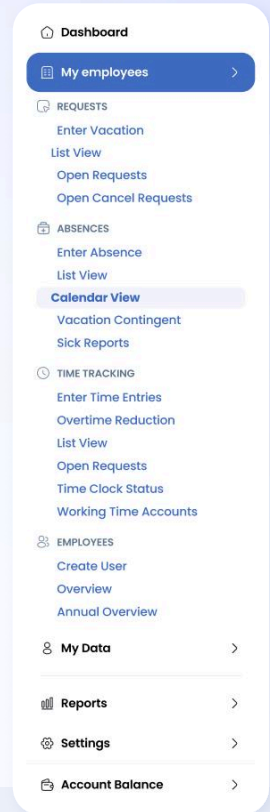 Dashboard
My employees
REQUESTS
Enter Vacation
List View
Open Requests
Open Cancel Requests
ABSENCES
Enter Absence
List View
Calendar View
Vacation Contingent
Sick Reports
TIME TRACKING
Enter Time Entries
Overtime Reduction
List View
Open Requests
Time Clock Status
Working Time Accounts
EMPLOYEES
Create User
Overview
Annual Overview
My Data
Reports
Settings
Account Balance